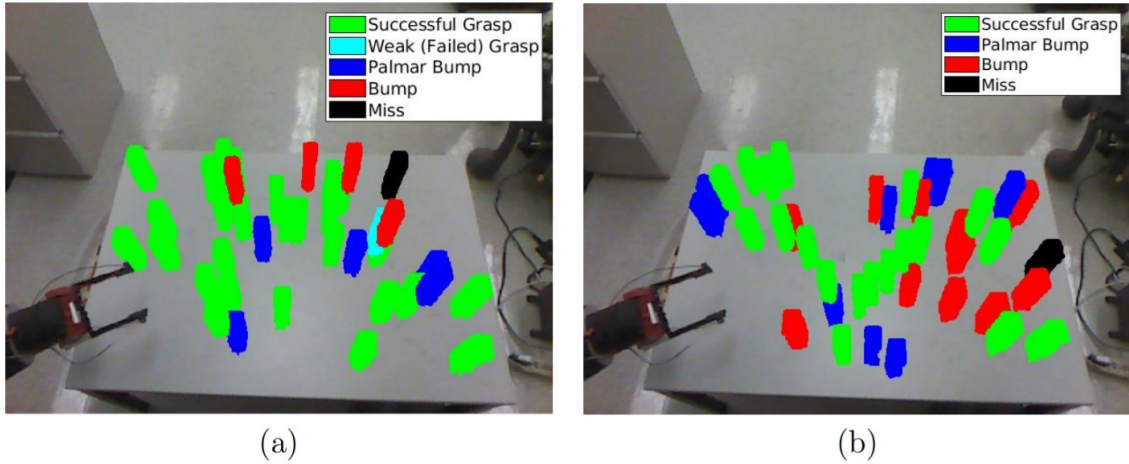 Successful Grasp
Weak (Failed) Grasp
Palmar Bump
Bump
Miss
Successful Grasp
Palmar Bump
Bump
Miss
(a)
(b)